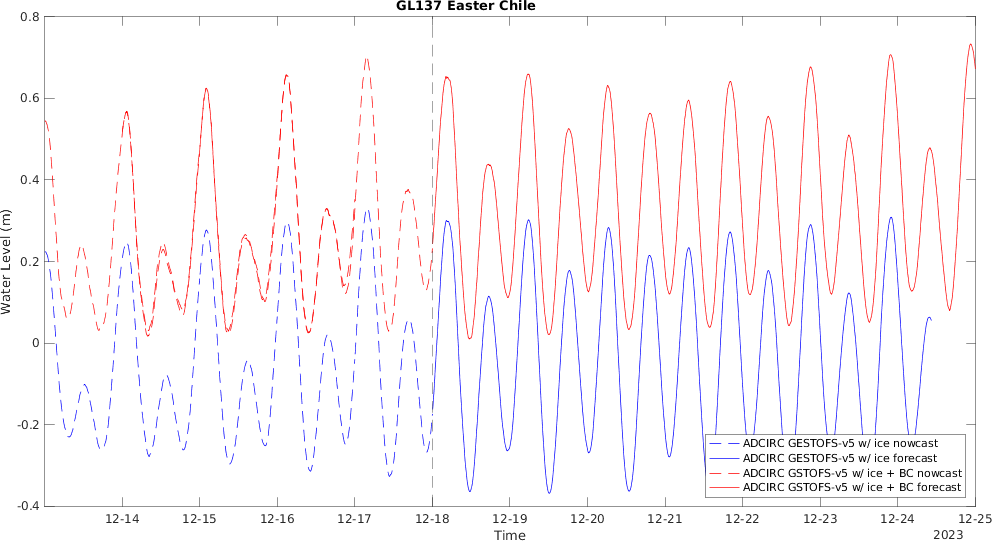 GL137 Easter Chile
0.8
0.6
0.4
0.2
0
-0.2
-0.4
Water Level (m)
ADCIRC GESTOFS-v5 w/ ice nowcast
ADCIRC GESTOFS-v5 w/ ice forecast
ADCIRC GSTOFS-v5 w/ ice + BC nowcast
ADCIRC GSTOFS-v5 w/ ice + BC forecast
12-14 12-15 12-16 12-17 12-18 12-19 12-20 12-21 12-22 12-23 12-24 12-25
Time
2023